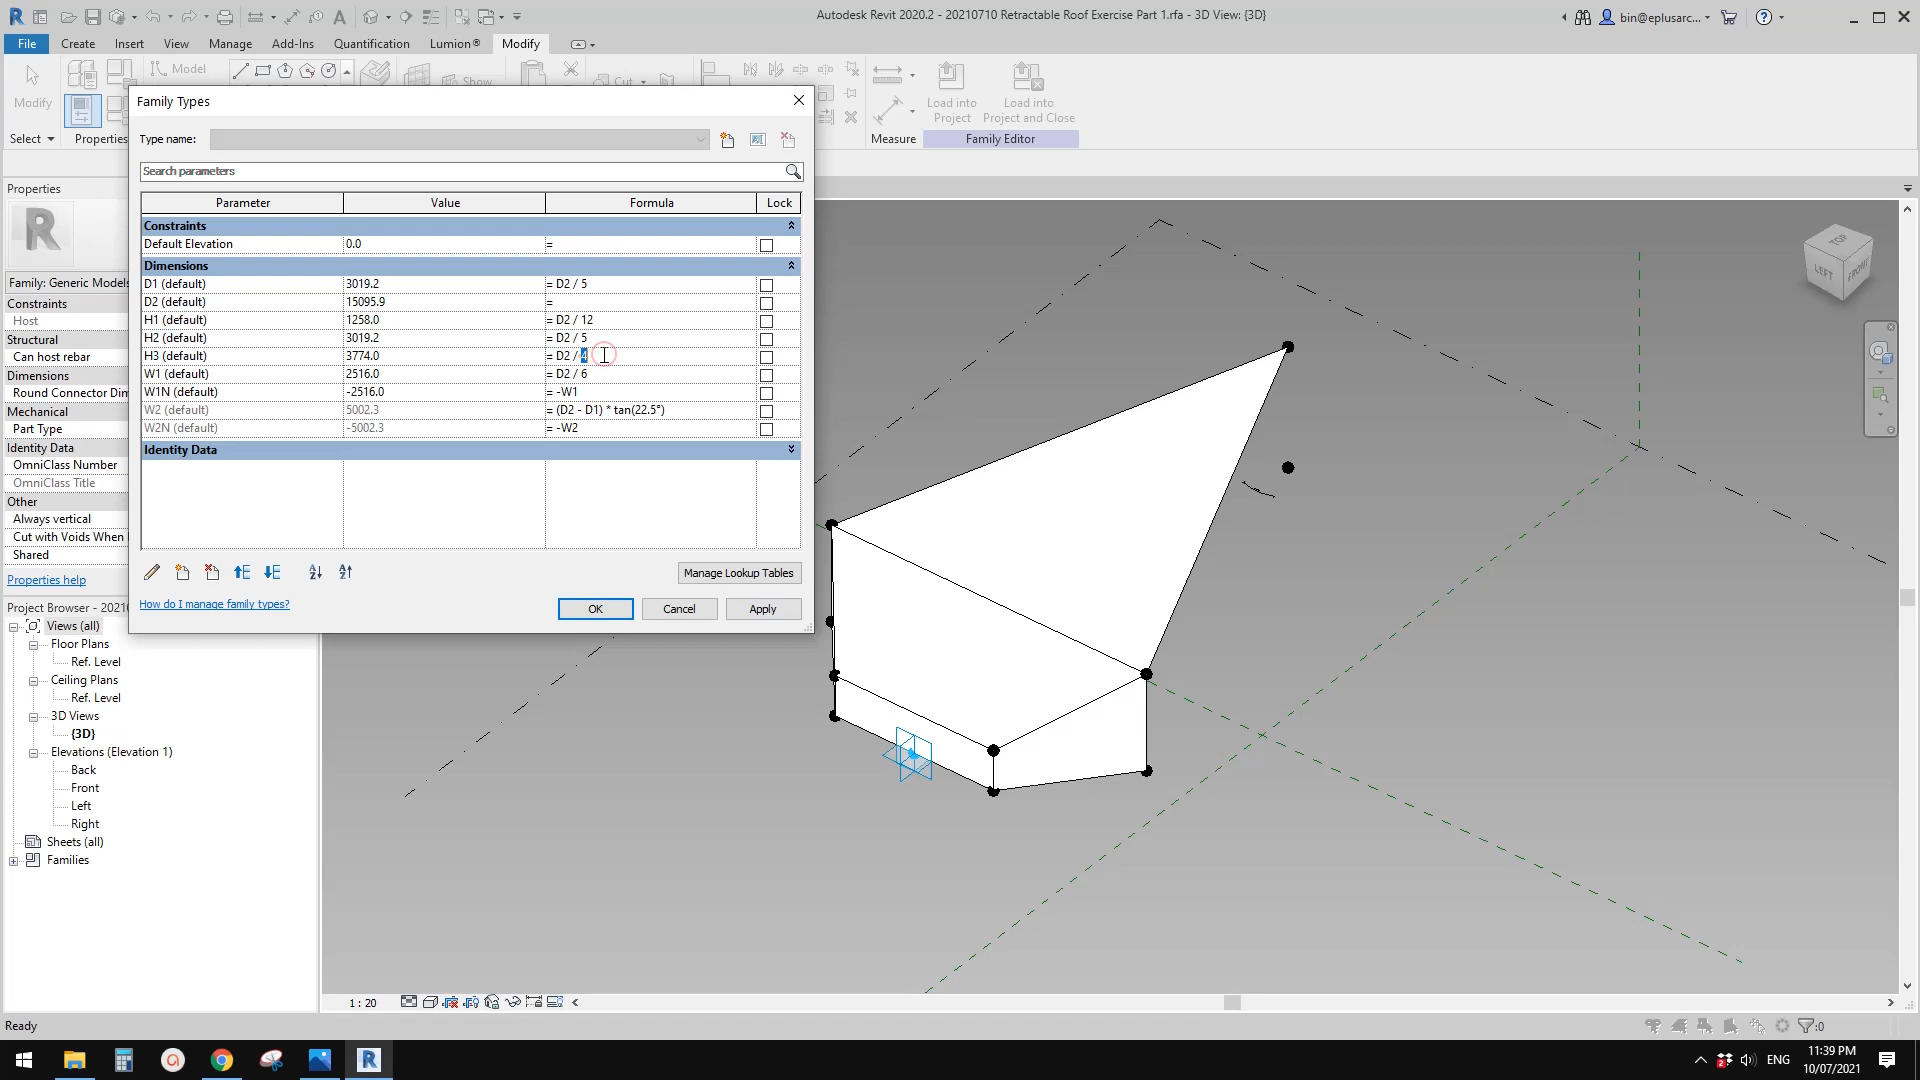 Autodesk Revit 2020.2 - 20210710 Retractable Roof Exercise Part 1.rfa - 3D View: {3D}
bin@eplusarc...
File Create Insert View Manage Add-Ins Quantification Lumion® Modify
Model
Show
Cut
Modify
Load into Project
Load into Project and Close
Select
Properties
Measure
Family Editor
Family Types
Type name:
Search parameters
Parameter Value Formula Lock
Constraints
Default Elevation 0.0 =
Dimensions
D1 (default) 3019.2 = D2 / 5
D2 (default) 15095.9 =
H1 (default) 1258.0 = D2 / 12
H2 (default) 3019.2 = D2 / 5
H3 (default) 3774.0 = D2 / 4
W1 (default) 2516.0 = D2 / 6
W1N (default) -2516.0 = -W1
W2 (default) 5002.3 = (D2 - D1) * tan(22.5°)
W2N (default) -5002.3 = -W2
Identity Data
Manage Lookup Tables
How do I manage family types?
OK Cancel Apply
Properties
R
Family: Generic Models
Constraints
Host
Structural
Can host rebar
Dimensions
Round Connector Dim
Mechanical
Part Type
Identity Data
OmniClass Number
OmniClass Title
Other
Always vertical
Cut with Voids When
Shared
Properties help
Project Browser - 2021
Views (all)
Floor Plans
Ref. Level
Ceiling Plans
Ref. Level
3D Views
{3D}
Elevations (Elevation 1)
Back
Front
Left
Right
Sheets (all)
Families
TOP
LEFT
FRONT
1 : 20
Ready
:0
ENG
11:39 PM
10/07/2021